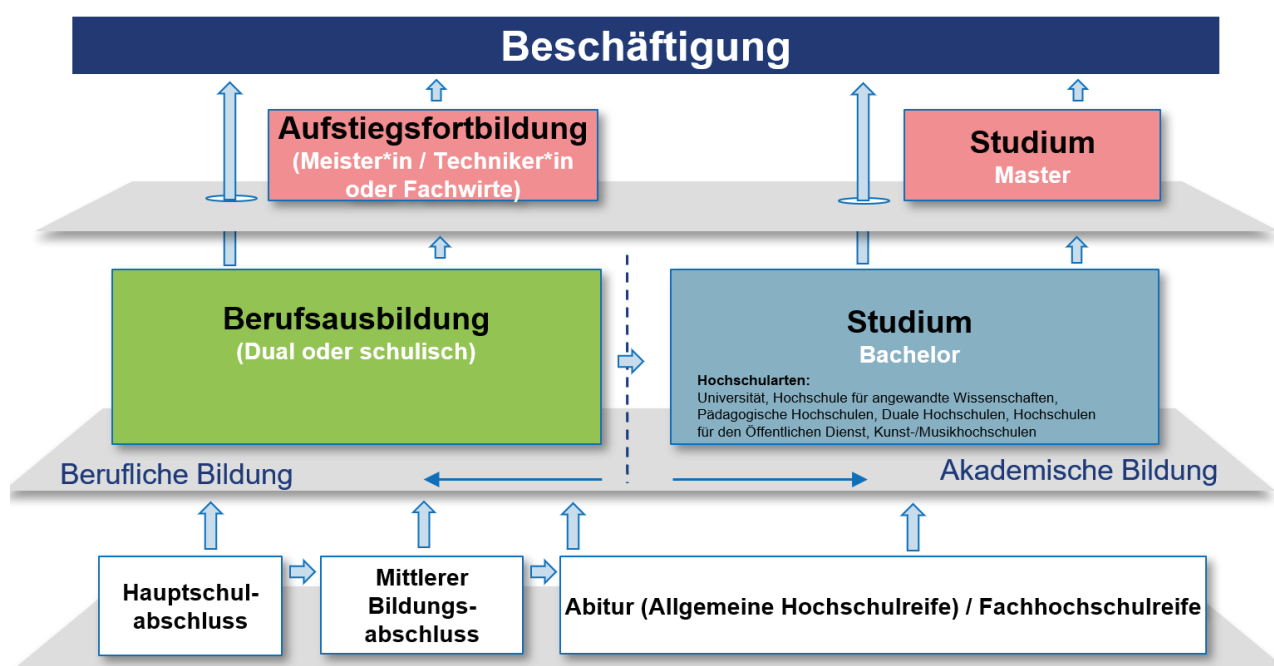 Beschäftigung
Aufstiegsfortbildung
(Meister*in / Techniker*in
oder Fachwirte)
Studium
Master
Berufsausbildung
(Dual oder schulisch)
Studium
Bachelor
Hochschularten:
Universität, Hochschule für angewandte Wissenschaften,
Pädagogische Hochschulen, Duale Hochschulen, Hochschulen
für den Öffentlichen Dienst, Kunst-/Musikhochschulen
Berufliche Bildung
Akademische Bildung
Hauptschul-
abschluss
Mittlerer
Bildungs-
abschluss
Abitur (Allgemeine Hochschulreife) / Fachhochschulreife